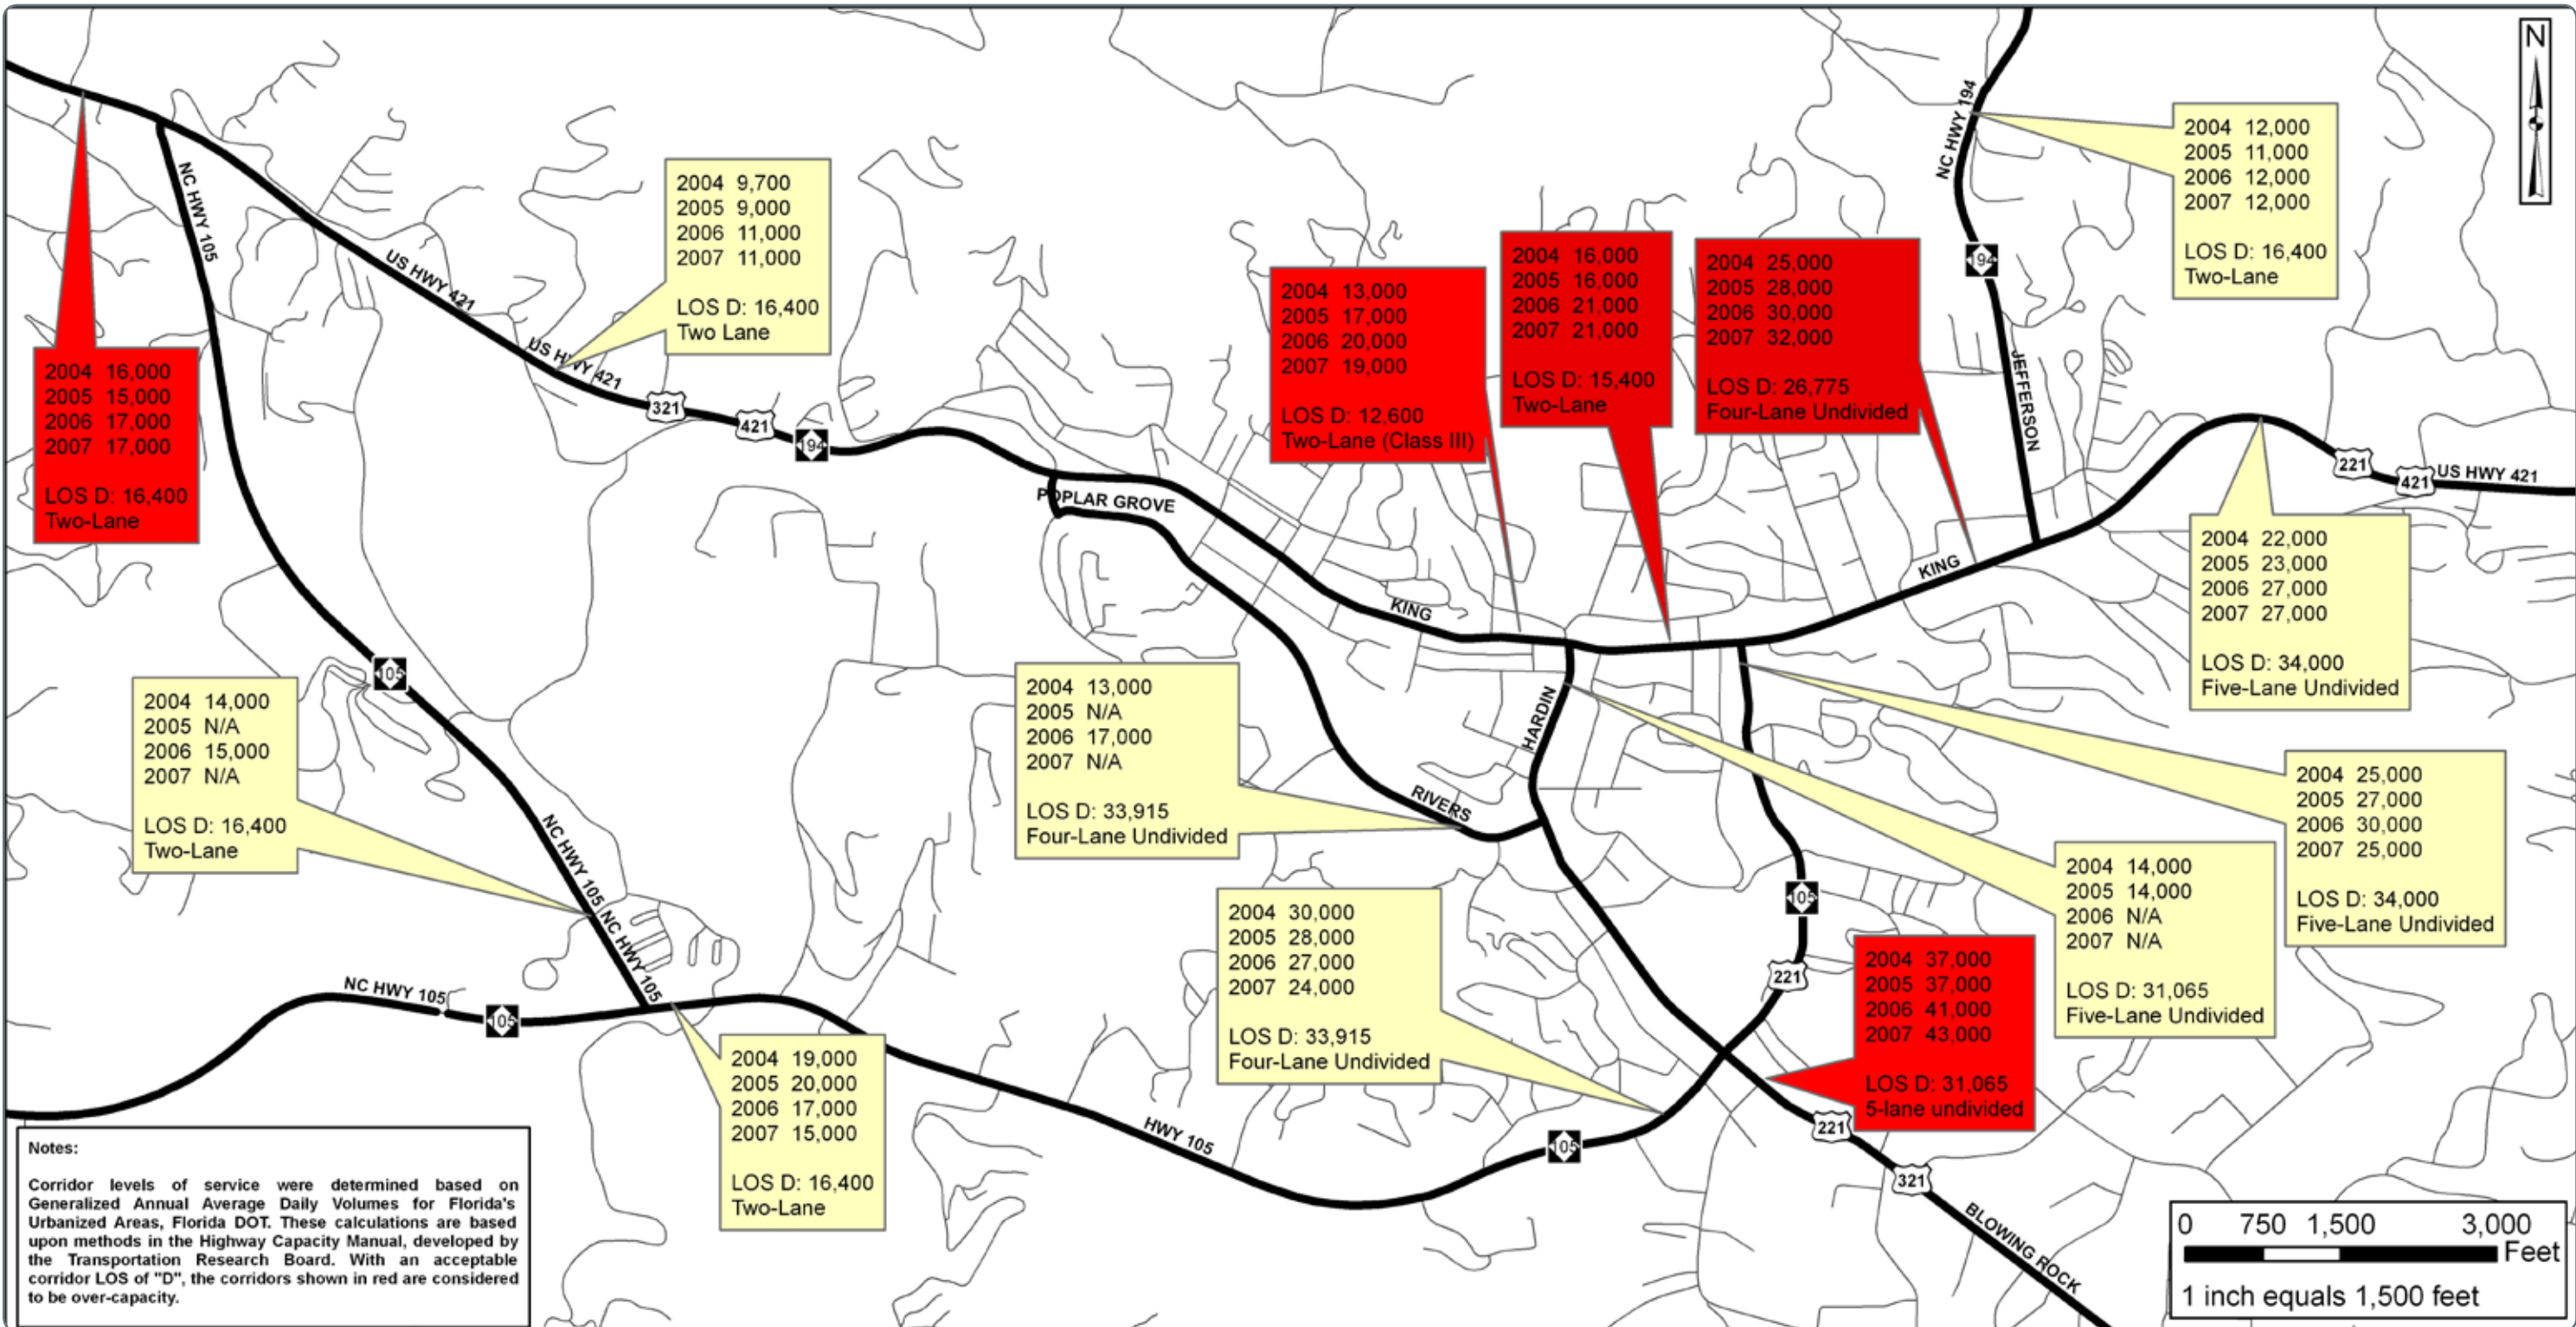 N
NC HWY 194
2004 12,000
2005 11,000
2006 12,000
2007 12,000
LOS D: 16,400
Two-Lane
NC HWY 105
2004 9,700
2005 9,000
2006 11,000
2007 11,000
LOS D: 16,400
Two Lane
US HWY 421
US HWY 421
194
2004 16,000
2005 15,000
2006 17,000
2007 17,000
LOS D: 16,400
Two-Lane
2004 13,000
2005 17,000
2006 20,000
2007 19,000
LOS D: 12,600
Two-Lane (Class III)
2004 16,000
2005 16,000
2006 21,000
2007 21,000
LOS D: 15,400
Two-Lane
2004 25,000
2005 28,000
2006 30,000
2007 32,000
LOS D: 26,775
Four-Lane Undivided
JEFFERSON
321
421
194
221
421
US HWY 421
POPLAR GROVE
KING
KING
2004 22,000
2005 23,000
2006 27,000
2007 27,000
LOS D: 34,000
Five-Lane Undivided
105
2004 14,000
2005 N/A
2006 15,000
2007 N/A
LOS D: 16,400
Two-Lane
2004 13,000
2005 N/A
2006 17,000
2007 N/A
LOS D: 33,915
Four-Lane Undivided
HARDIN
RIVERS
2004 25,000
2005 27,000
2006 30,000
2007 25,000
LOS D: 34,000
Five-Lane Undivided
2004 14,000
2005 14,000
2006 N/A
2007 N/A
LOS D: 31,065
Five-Lane Undivided
NC HWY 105
NC HWY 105
NC HWY 105
105
2004 30,000
2005 28,000
2006 27,000
2007 24,000
LOS D: 33,915
Four-Lane Undivided
105
221
2004 37,000
2005 37,000
2006 41,000
2007 43,000
LOS D: 31,065
5-lane undivided
2004 19,000
2005 20,000
2006 17,000
2007 15,000
LOS D: 16,400
Two-Lane
HWY 105
105
221
321
BLOWING ROCK
Notes:
Corridor levels of service were determined based on
Generalized Annual Average Daily Volumes for Florida's
Urbanized Areas, Florida DOT. These calculations are based
upon methods in the Highway Capacity Manual, developed by
the Transportation Research Board. With an acceptable
corridor LOS of "D", the corridors shown in red are considered
to be over-capacity.
0 750 1,500 3,000
Feet
1 inch equals 1,500 feet